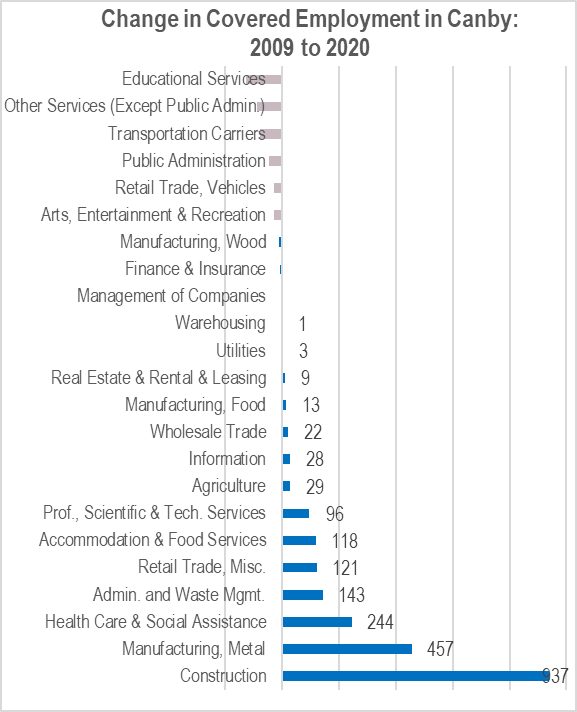 Change in Covered Employment in Canby:
2009 to 2020
Educational Services
Other Services (Except Public Admin.)
Transportation Carriers
Public Administration
Retail Trade, Vehicles
Arts, Entertainment & Recreation
Manufacturing, Wood
Finance & Insurance
Management of Companies
Warehousing 1
Utilities 3
Real Estate & Rental & Leasing 9
Manufacturing, Food 13
Wholesale Trade 22
Information 28
Agriculture 29
Prof., Scientific & Tech. Services 96
Accommodation & Food Services 118
Retail Trade, Misc. 121
Admin. and Waste Mgmt. 143
Health Care & Social Assistance 244
Manufacturing, Metal 457
Construction 937